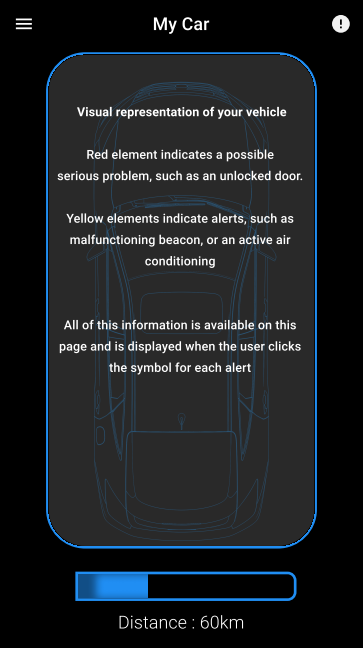 My Car
Visual representation of your vehicle
Red element indicates a possible
serious problem, such as an unlocked door.
Yellow elements indicate alerts, such as
malfunctioning beacon, or an active air
conditioning
All of this information is available on this
page and is displayed when the user clicks
the symbol for each alert
Distance : 60km